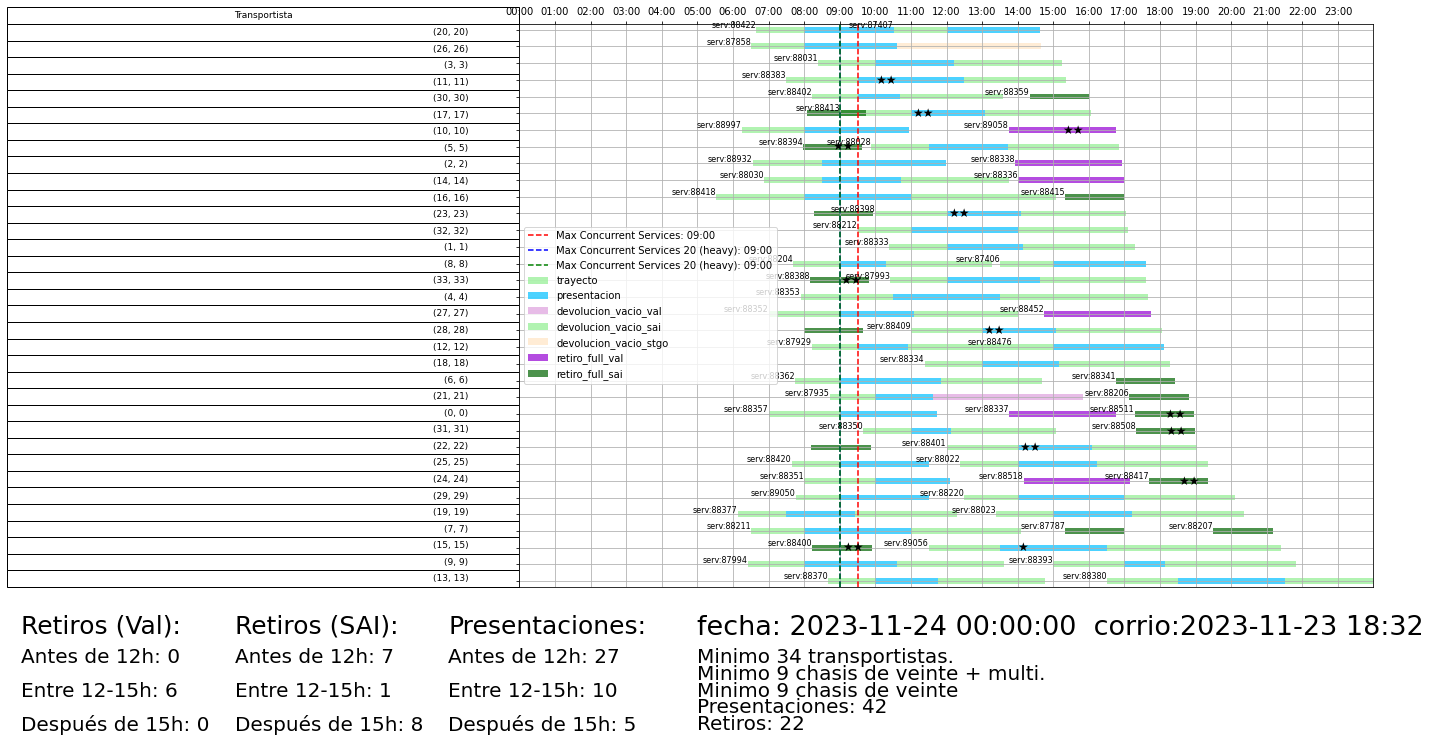 Transportista
00:00 01:00 02:00 03:00 04:00 05:00 06:00 07:00 08:00 09:00 10:00 11:00 12:00 13:00 14:00 15:00 16:00 17:00 18:00 19:00 20:00 21:00 22:00 23:00
(20, 20) serv:88422 serv:87407
(26, 26) serv:87858
(3, 3) serv:88031
(11, 11) serv:88383
(30, 30) serv:88402 serv:88359
(17, 17) serv:88413
(10, 10) serv:88997 serv:89058
(5, 5) serv:88394 serv:88028
(2, 2) serv:88932 serv:88338
(14, 14) serv:88030 serv:88336
(16, 16) serv:88418 serv:88415
(23, 23) serv:88398
(32, 32) serv:88212
(1, 1) serv:88333
(8, 8) 204 serv:87406
(33, 33) serv:88388 serv:87993
(4, 4) serv:88353
(27, 27) serv:88352 serv:88452
(28, 28) serv:88409
(12, 12) serv:87929 serv:88476
(18, 18) serv:88334
(6, 6) serv:88362 serv:88341
(21, 21) serv:87935 serv:88206
(0, 0) serv:88357 serv:88337 serv:88511
(31, 31) serv:88350 serv:88508
(22, 22) serv:88401
(25, 25) serv:88420 serv:88022
(24, 24) serv:88351 serv:88518 serv:88417
(29, 29) serv:89050 serv:88220
(19, 19) serv:88377 serv:88023
(7, 7) serv:88211 serv:87787 serv:88207
(15, 15) serv:88400 serv:89056
(9, 9) serv:87994 serv:88393
(13, 13) serv:88370 serv:88380
Max Concurrent Services: 09:00
Max Concurrent Services 20 (heavy): 09:00
Max Concurrent Services 20 (heavy): 09:00
trayecto
presentacion
devolucion_vacio_val
devolucion_vacio_sai
devolucion_vacio_stgo
retiro_full_val
retiro_full_sai
Retiros (Val):
Antes de 12h: 0
Entre 12-15h: 6
Después de 15h: 0
Retiros (SAI):
Antes de 12h: 7
Entre 12-15h: 1
Después de 15h: 8
Presentaciones:
Antes de 12h: 27
Entre 12-15h: 10
Después de 15h: 5
fecha: 2023-11-24 00:00:00 corrio:2023-11-23 18:32
Minimo 34 transportistas.
Minimo 9 chasis de veinte + multi.
Minimo 9 chasis de veinte
Presentaciones: 42
Retiros: 22